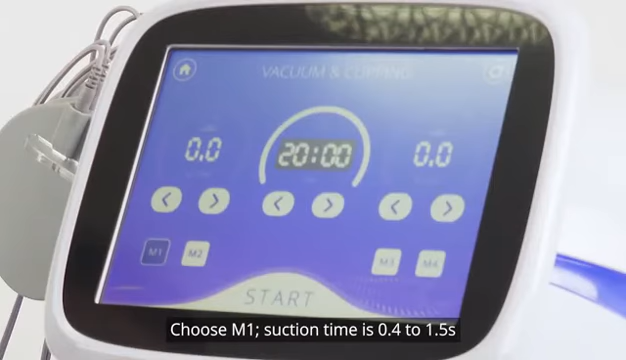 VACUUM & CUPPING
0.0
20:00
0.0
M1
M2
M3
M4
START
Choose M1; suction time is 0.4 to 1.5s